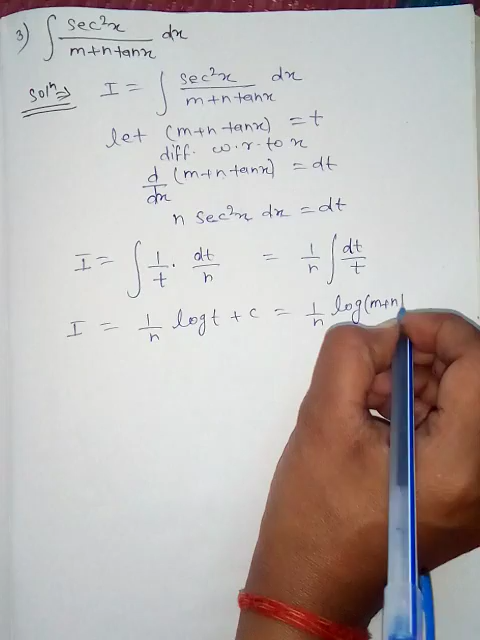 3) ∫ sec²x / m+n tanx dx
Solⁿ⇒ I = ∫ sec²x / m+n tanx dx
let (m+n tanx) = t
diff. w.r.to x
d/dx (m+n tanx) = dt
n sec²x dx = dt
I = ∫ 1/t · dt/n = 1/n ∫ dt/t
I = 1/n log t + c = 1/n log(m+n